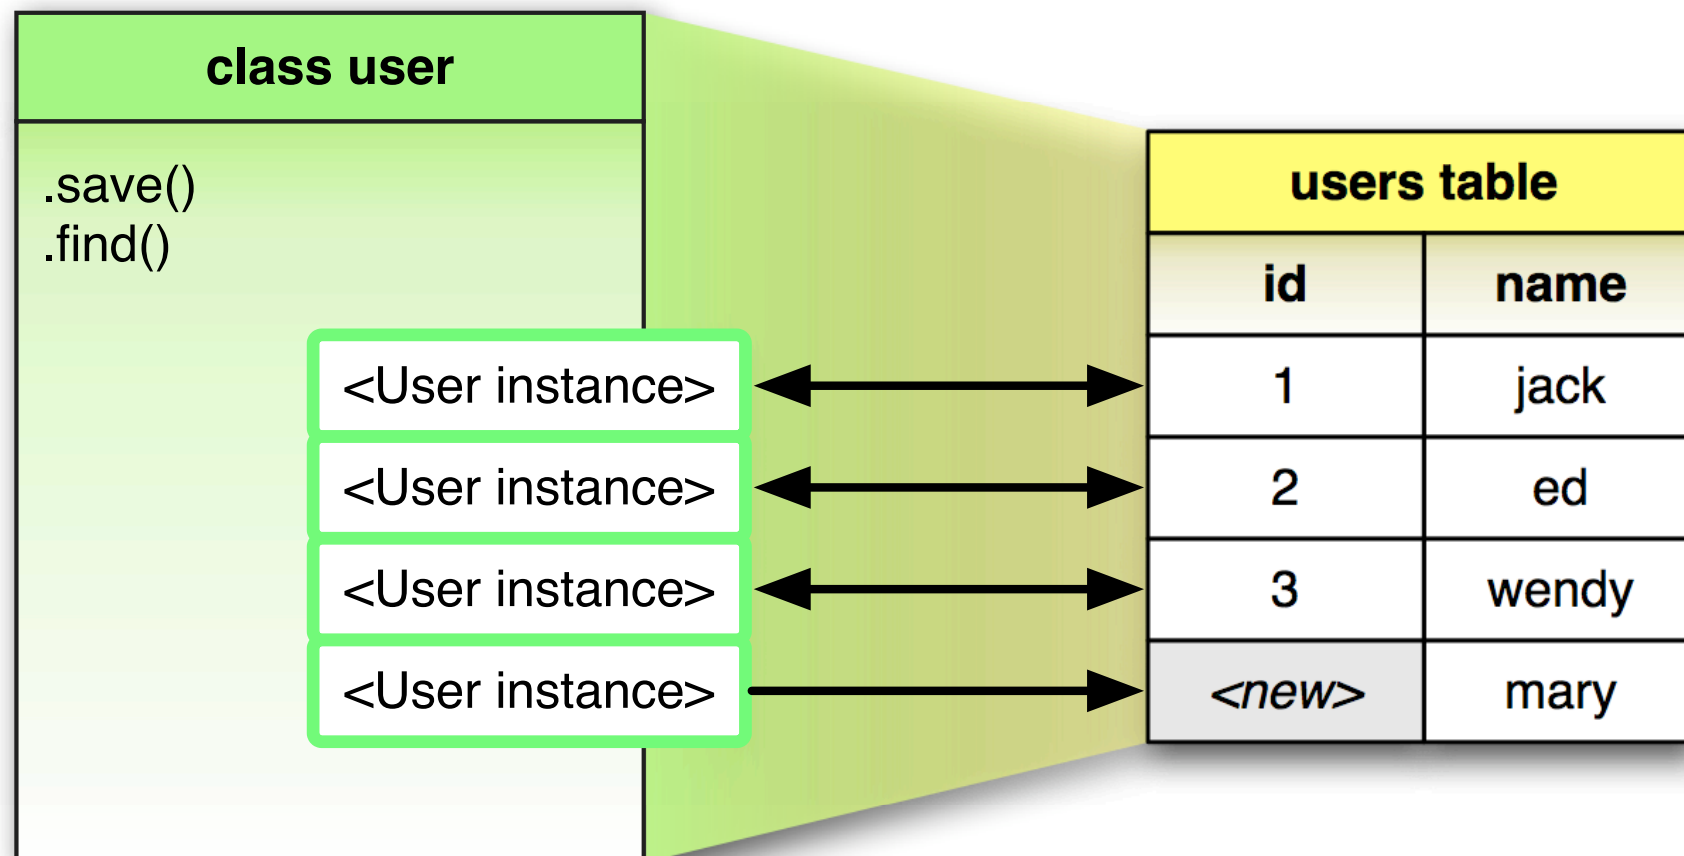 class user
.save()
.find()
<User instance>
<User instance>
<User instance>
<User instance>
users table
id name
1 jack
2 ed
3 wendy
<new> mary